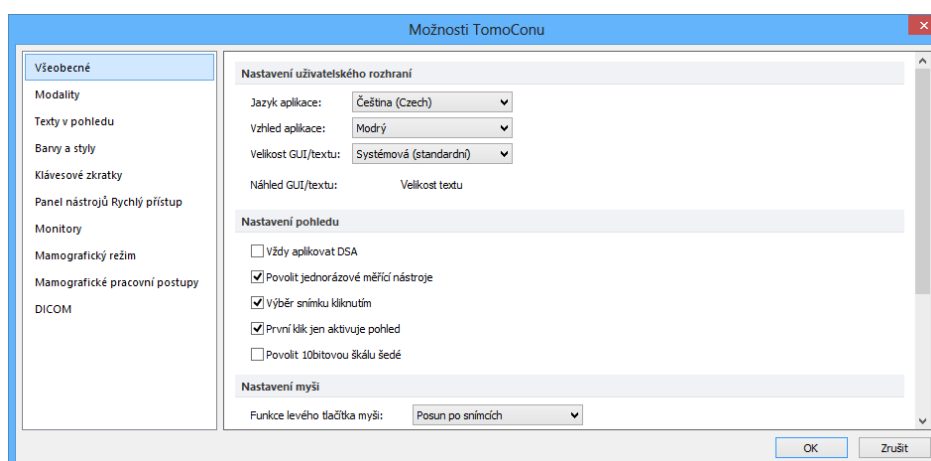 Možnosti TomoConu
Všeobecné
Modality
Texty v pohledu
Barvy a styly
Klávesové zkratky
Panel nástrojů Rychlý přístup
Monitory
Mamografický režim
Mamografické pracovní postupy
DICOM
Nastavení uživatelského rozhraní
Jazyk aplikace: Čeština (Czech)
Vzhled aplikace: Modrý
Velikost GUI/textu: Systémová (standardní)
Náhled GUI/textu: Velikost textu
Nastavení pohledu
Vždy aplikovat DSA
Povolit jednorázové měřící nástroje
Výběr snímku kliknutím
První klik jen aktivuje pohled
Povolit 10bitovou škálu šedé
Nastavení myši
Funkce levého tlačítka myši: Posun po snímcích
OK Zrušit